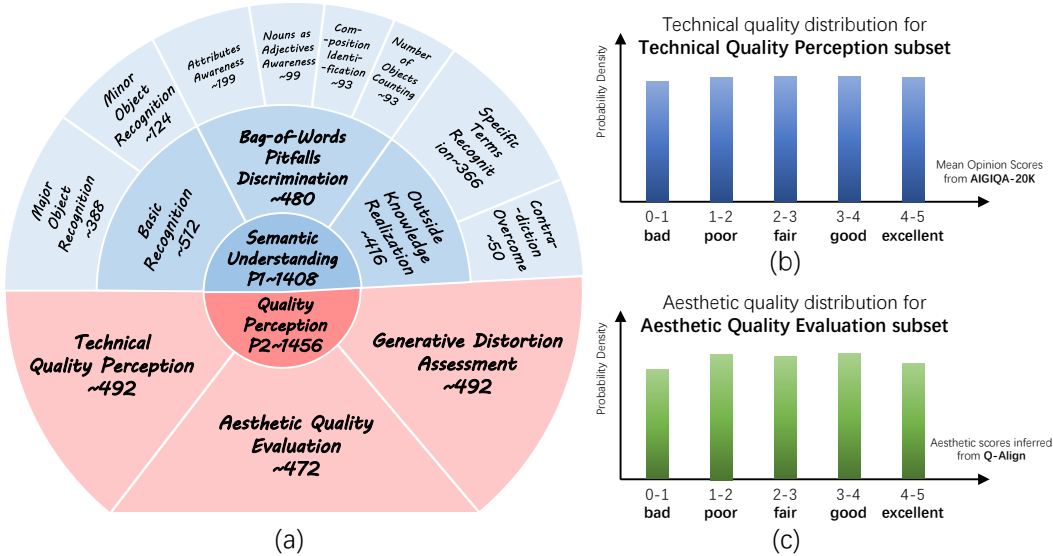 Major
Object
Recognition
~388
Minor
Object
Recognition
~124
Attributes
Awareness
~199
Nouns as
Adjectives
Awareness
~99
Com-
-position
Identi-
-fication
~93
Number
of
Objects
Counting
~93
Specific
Terms
Recognit
ion~366
Contra-
-diction
Overcome
~50
Basic
Recognition
~512
Bag-of-Words
Pitfalls
Discrimination
~480
Outside
Knowledge
Realization
~416
Semantic
Understanding
P1~1408
Quality
Perception
P2~1456
Technical
Quality Perception
~492
Aesthetic Quality
Evaluation
~472
Generative Distortion
Assessment
~492
(a)
Technical quality distribution for
Technical Quality Perception subset
Probability Density
Mean Opinion Scores
from AIGIQA-20K
0-1 1-2 2-3 3-4 4-5
bad poor fair good excellent
(b)
Aesthetic quality distribution for
Aesthetic Quality Evaluation subset
Probability Density
Aesthetic scores inferred
from Q-Align
0-1 1-2 2-3 3-4 4-5
bad poor fair good excellent
(c)